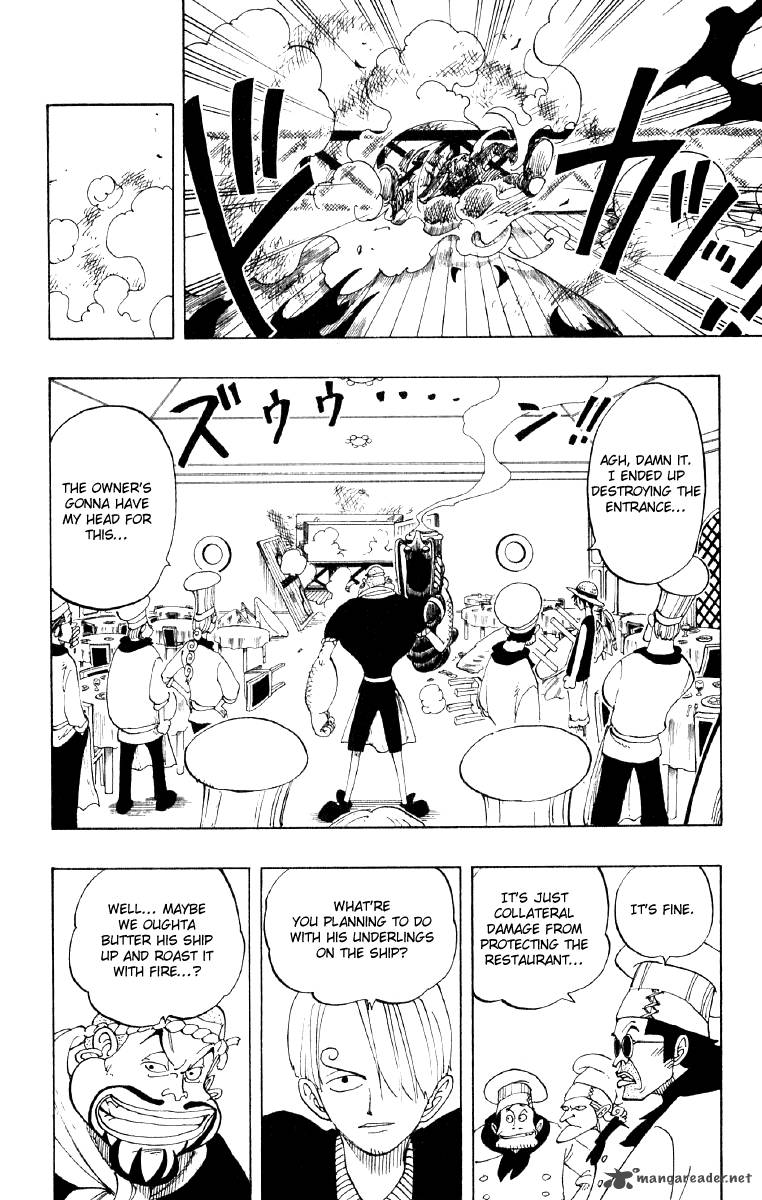 ドガッ
ズゥゥ・・・・ン!!
AGH, DAMN IT.
I ENDED UP
DESTROYING THE
ENTRANCE...
THE OWNER'S
GONNA HAVE
MY HEAD FOR
THIS...
IT'S FINE.
IT'S JUST
COLLATERAL
DAMAGE FROM
PROTECTING THE
RESTAURANT...
WHAT'RE
YOU PLANNING TO DO
WITH HIS UNDERLINGS
ON THE SHIP?
WELL... MAYBE
WE OUGHTA
BUTTER HIS SHIP
UP AND ROAST IT
WITH FIRE...?
mangareader.net